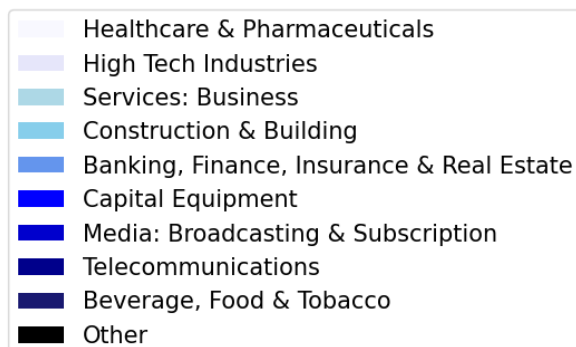 Healthcare & Pharmaceuticals
High Tech Industries
Services: Business
Construction & Building
Banking, Finance, Insurance & Real Estate
Capital Equipment
Media: Broadcasting & Subscription
Telecommunications
Beverage, Food & Tobacco
Other